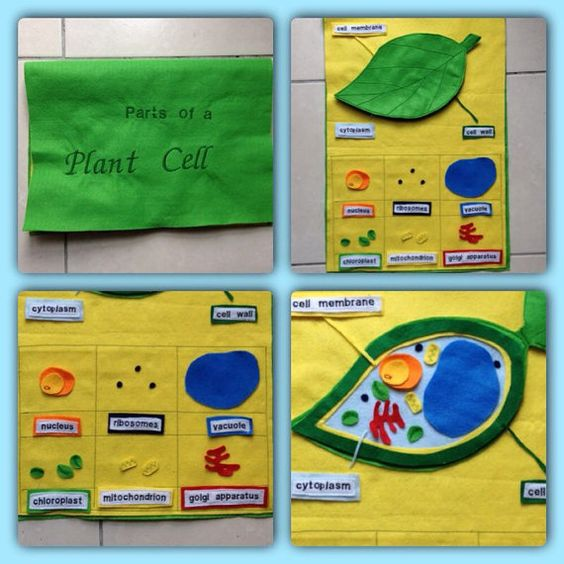 Parts of a
Plant Cell
cell membrane
cytoplasm
cell wall
nucleus
ribosomes
vacuole
chloroplast
mitochondrion
golgi apparatus
cytoplasm
cell wall
nucleus
ribosomes
vacuole
chloroplast
mitochondrion
golgi apparatus
cell membrane
cytoplasm
cell